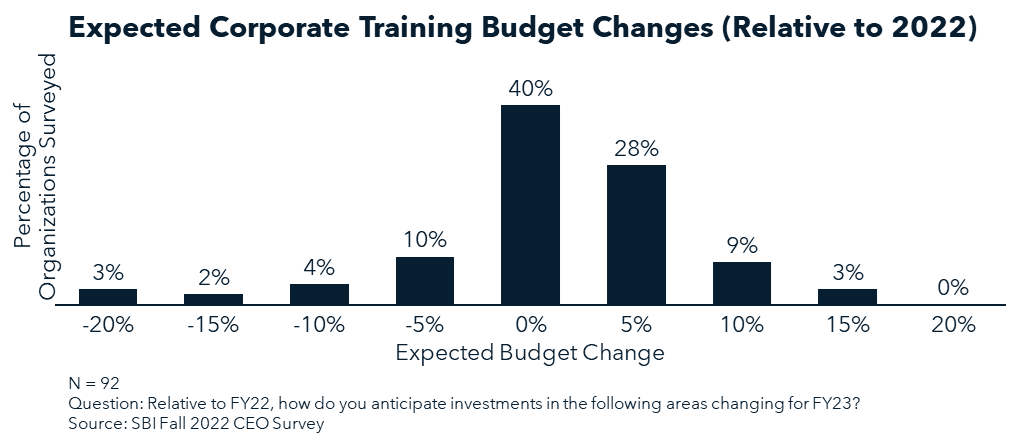 Expected Corporate Training Budget Changes (Relative to 2022)
Percentage of
Organizations Surveyed
3%
2%
4%
10%
40%
28%
9%
3%
0%
-20%
-15%
-10%
-5%
0%
5%
10%
15%
20%
Expected Budget Change
N = 92
Question: Relative to FY22, how do you anticipate investments in the following areas changing for FY23?
Source: SBI Fall 2022 CEO Survey